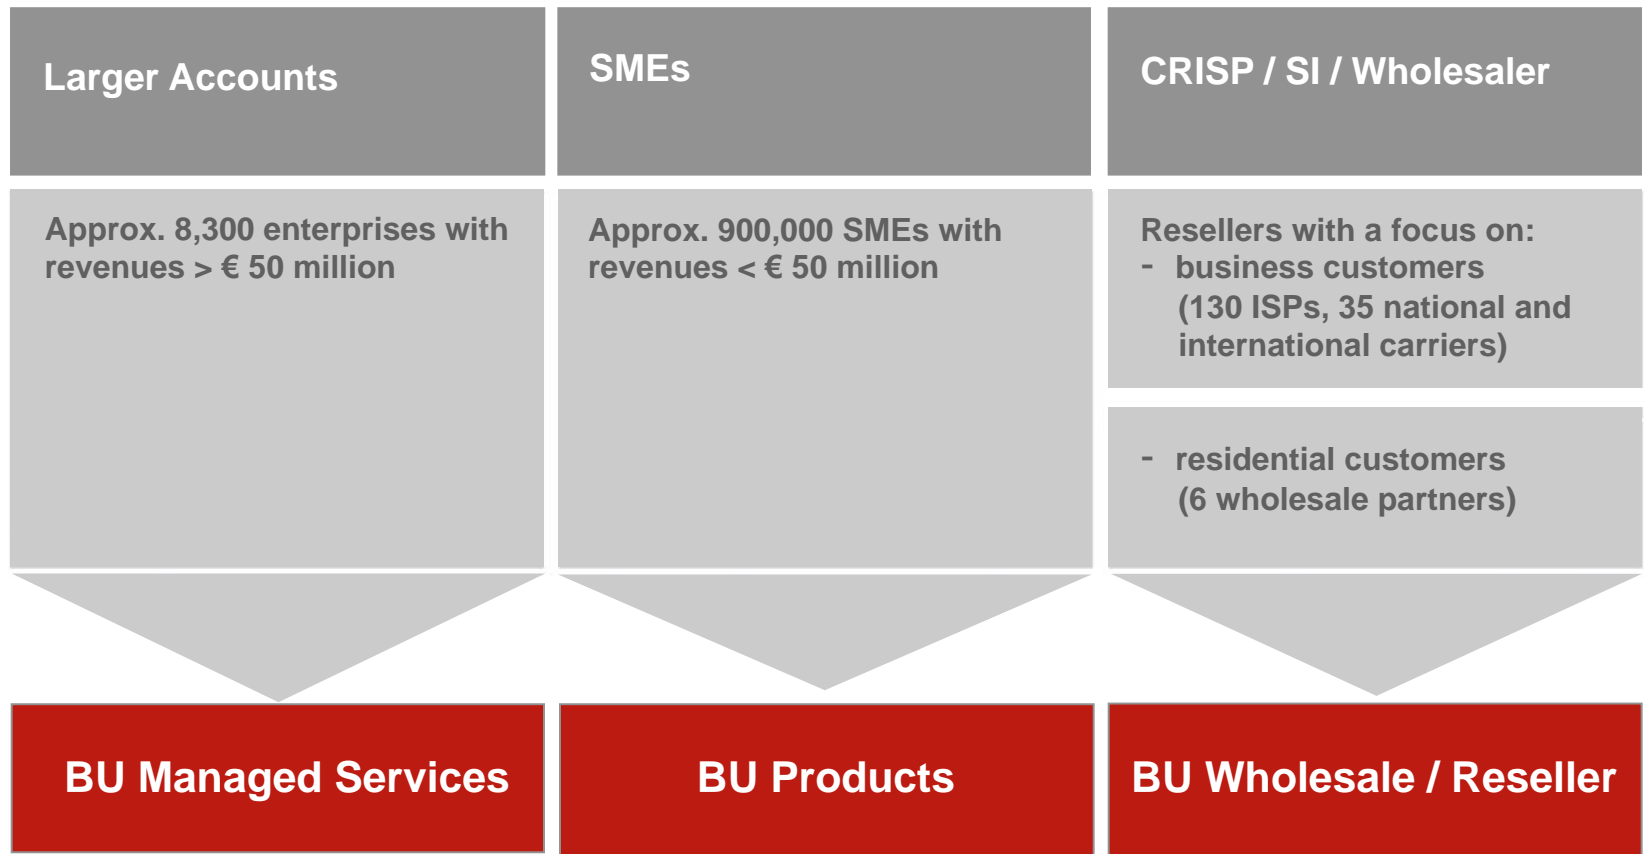 Larger Accounts
SMEs
CRISP / SI / Wholesaler
Approx. 8,300 enterprises with
revenues > € 50 million
Approx. 900,000 SMEs with
revenues < € 50 million
Resellers with a focus on:
- business customers
(130 ISPs, 35 national and
international carriers)
- residential customers
(6 wholesale partners)
BU Managed Services
BU Products
BU Wholesale / Reseller